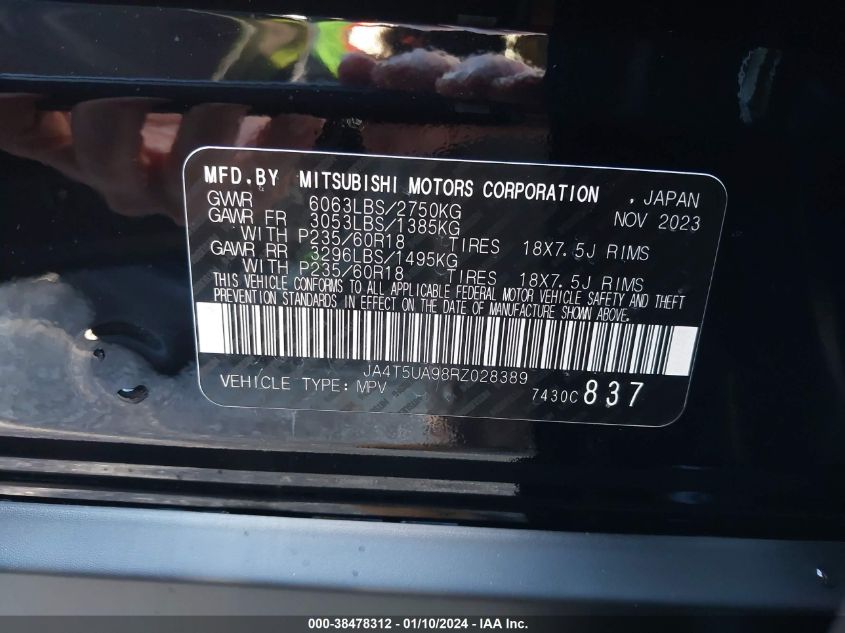 MFD.BY MITSUBISHI MOTORS CORPORATION , JAPAN
GVWR 6063LBS/2750KG NOV 2023
GAWR FR 3053LBS/1385KG
WITH P235/60R18 TIRES 18X7.5J RIMS
GAWR RR 3296LBS/1495KG
WITH P235/60R18 TIRES 18X7.5J RIMS
THIS VEHICLE CONFORMS TO ALL APPLICABLE FEDERAL MOTOR VEHICLE SAFETY AND THEFT
PREVENTION STANDARDS IN EFFECT ON THE DATE OF MANUFACTURE SHOWN ABOVE.
JA4T5UA98RZ028389
VEHICLE TYPE: MPV 7430C 837
000-38478312 - 01/10/2024 - IAA Inc.